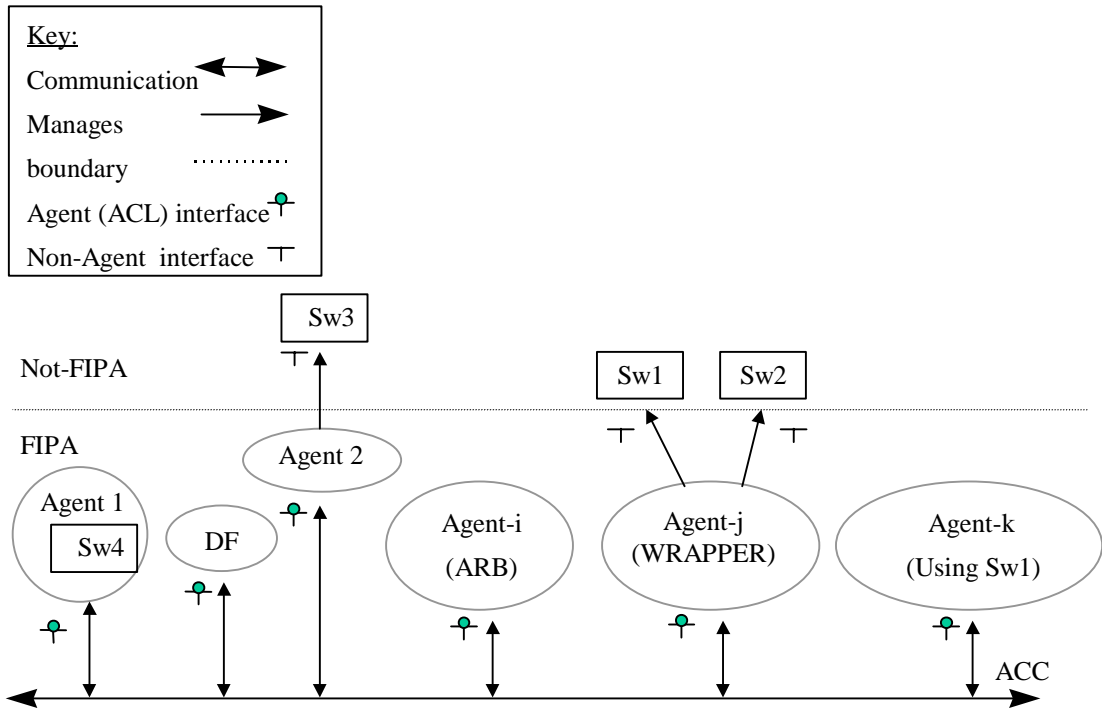 Key:
Communication
Manages
boundary
Agent (ACL) interface
Non-Agent interface
Sw3
Not-FIPA
Sw1
Sw2
FIPA
Agent 2
Agent 1
Sw4
DF
Agent-i
(ARB)
Agent-j
(WRAPPER)
Agent-k
(Using Sw1)
ACC